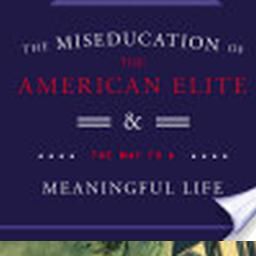 THE MISEDUCATION OF
THE
AMERICAN ELITE
&
THE WAY TO A
MEANINGFUL LIFE